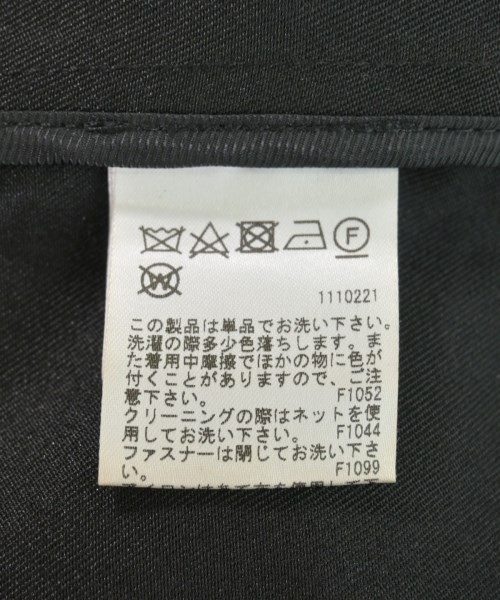 F
W
1110221
この製品は単品でお洗い下さい。
洗濯の際多少色落ちします。ま
た着用中摩擦でほかの物に色が
付くことがありますので、ご注
意下さい。 F1052
クリーニングの際はネットを使
用してお洗い下さい。 F1044
ファスナーは閉じてお洗い下さ
い。 F1099